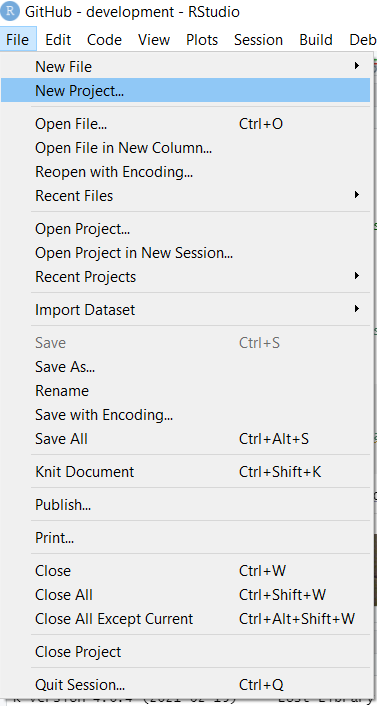 R GitHub - development - RStudio
File Edit Code View Plots Session Build Deb
New File
New Project...
Open File... Ctrl+O
Open File in New Column...
Reopen with Encoding...
Recent Files
Open Project...
Open Project in New Session...
Recent Projects
Import Dataset
Save Ctrl+S
Save As...
Rename
Save with Encoding...
Save All Ctrl+Alt+S
Knit Document Ctrl+Shift+K
Publish...
Print...
Close Ctrl+W
Close All Ctrl+Shift+W
Close All Except Current Ctrl+Alt+Shift+W
Close Project
Quit Session... Ctrl+Q